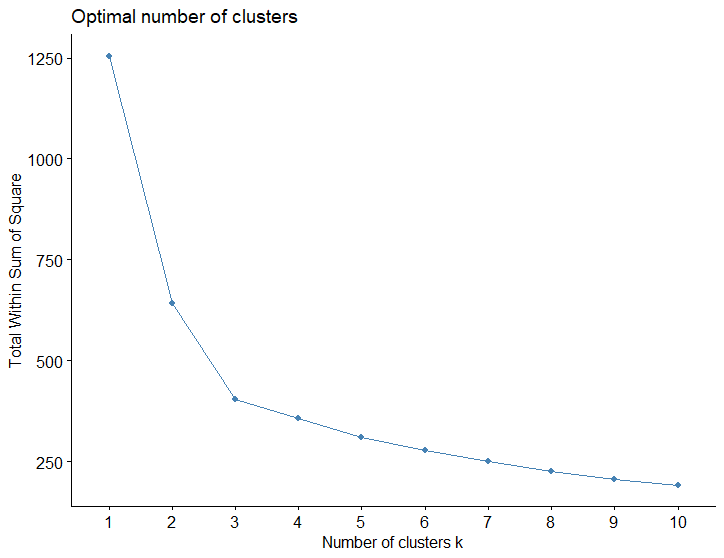 Optimal number of clusters
Total Within Sum of Square
1250
1000
750
500
250
1 2 3 4 5 6 7 8 9 10
Number of clusters k